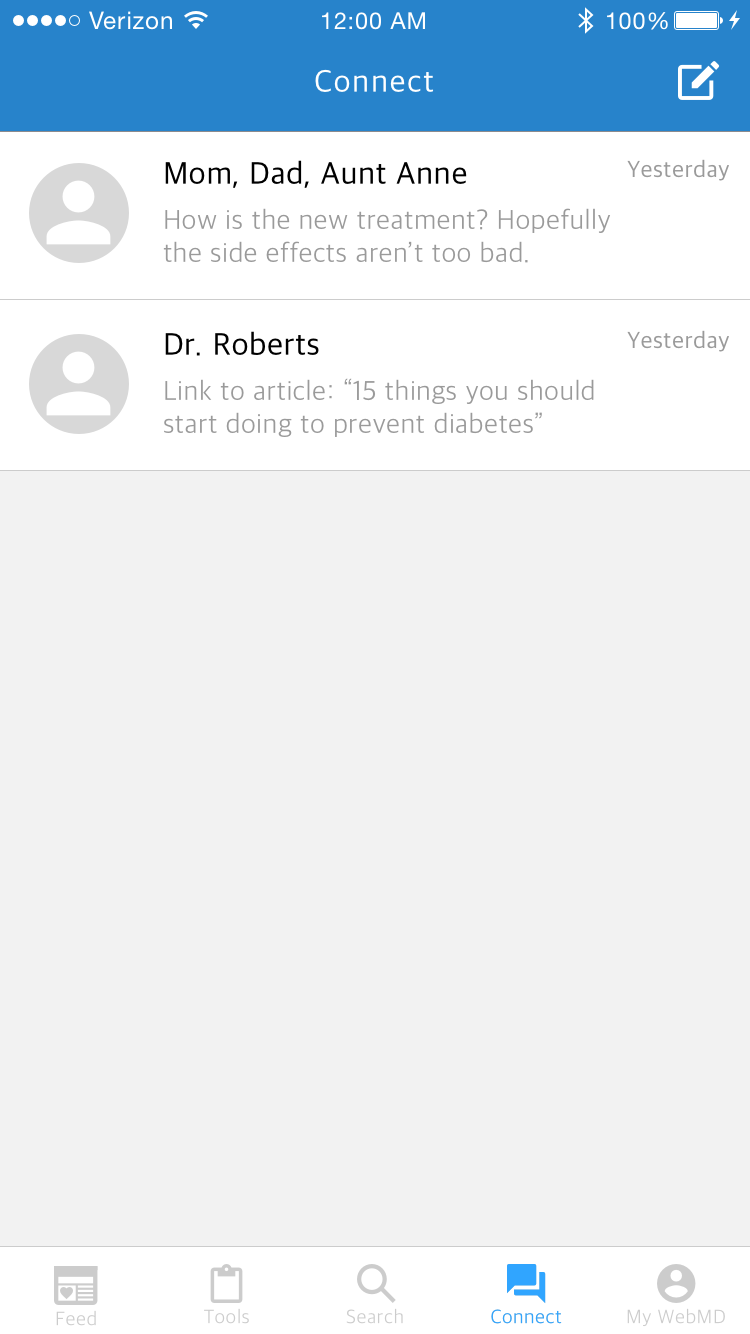 Verizon 12:00 AM 100%
Connect
Mom, Dad, Aunt Anne Yesterday
How is the new treatment? Hopefully
the side effects aren’t too bad.
Dr. Roberts Yesterday
Link to article: “15 things you should
start doing to prevent diabetes”
Feed Tools Search Connect My WebMD